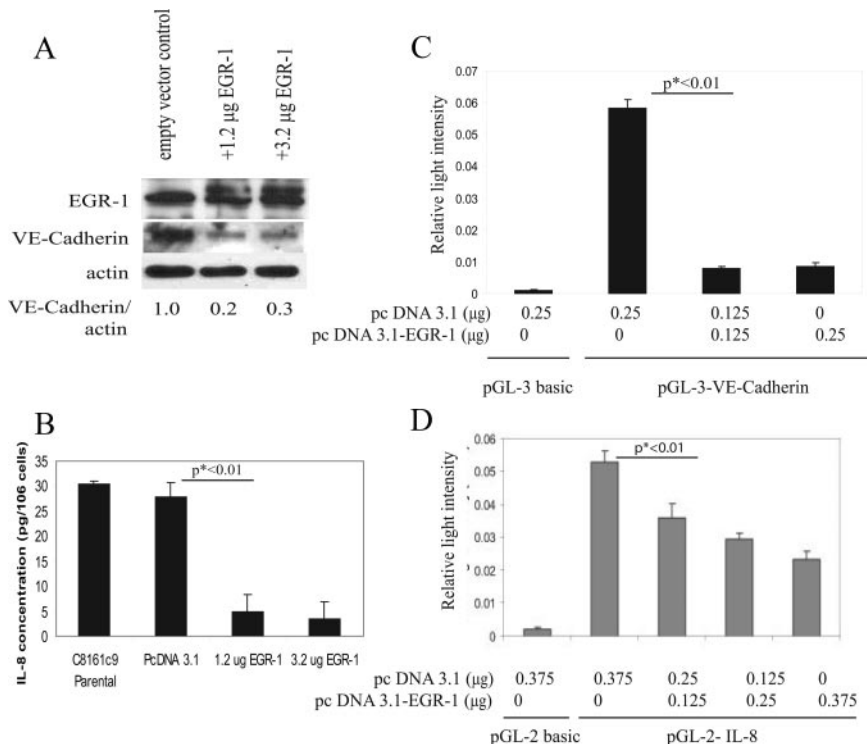 A
empty vector control
+1.2 µg EGR-1
+3.2 µg EGR-1
EGR-1
VE-Cadherin
actin
VE-Cadherin/
actin
1.0 0.2 0.3
B
IL-8 concentration (pg/106 cells)
35
30
25
20
15
10
5
0
p*<0.01
C8161c9
Parental
PcDNA 3.1
1.2 ug EGR-1
3.2 ug EGR-1
C
Relative light intensity
0.07
0.06
0.05
0.04
0.03
0.02
0.01
0
p*<0.01
pc DNA 3.1 (µg) 0.25 0.25 0.125 0
pc DNA 3.1-EGR-1 (µg) 0 0 0.125 0.25
pGL-3 basic
pGL-3-VE-Cadherin
D
Relative light intensity
0.06
0.05
0.04
0.03
0.02
0.01
0
p*<0.01
pc DNA 3.1 (µg) 0.375 0.375 0.25 0.125 0
pc DNA 3.1-EGR-1 (µg) 0 0 0.125 0.25 0.375
pGL-2 basic
pGL-2- IL-8